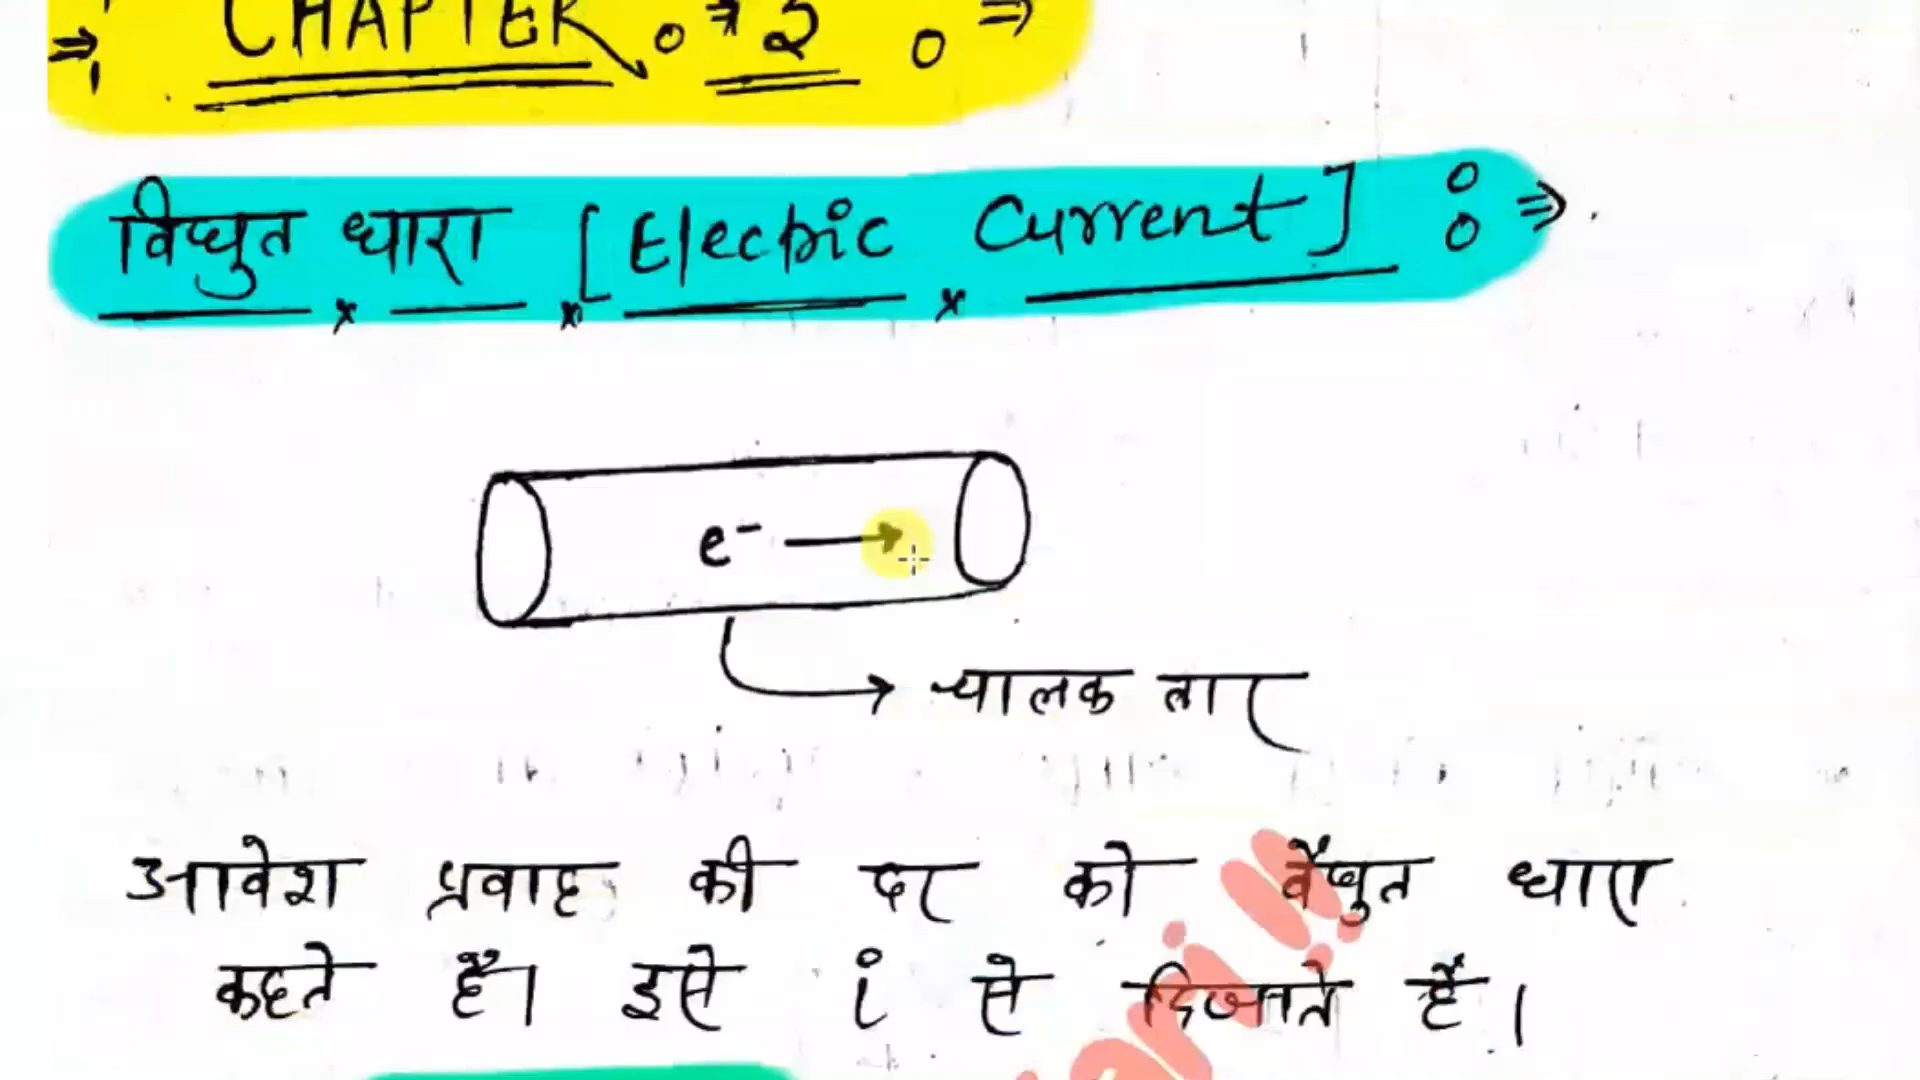 ⇒ CHAPTER : 2 ⇒
विधुत धारा [Electric Current] : ⇒
e⁻ →
चालक तार
आवेश प्रवाह की दर को वैधुत धारा
कहते हैं। इसे i से दिखाते हैं।